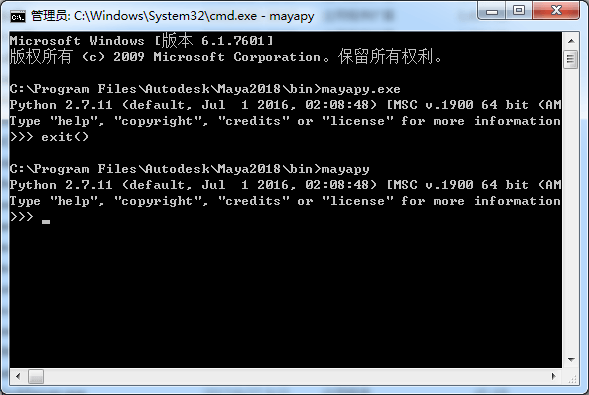 管理员: C:\Windows\System32\cmd.exe - mayapy
Microsoft Windows [版本 6.1.7601]
版权所有 (c) 2009 Microsoft Corporation。保留所有权利。
C:\Program Files\Autodesk\Maya2018\bin>mayapy.exe
Python 2.7.11 (default, Jul  1 2016, 02:08:48) [MSC v.1900 64 bit (AM
Type "help", "copyright", "credits" or "license" for more information
>>> exit()
C:\Program Files\Autodesk\Maya2018\bin>mayapy
Python 2.7.11 (default, Jul  1 2016, 02:08:48) [MSC v.1900 64 bit (AM
Type "help", "copyright", "credits" or "license" for more information
>>>